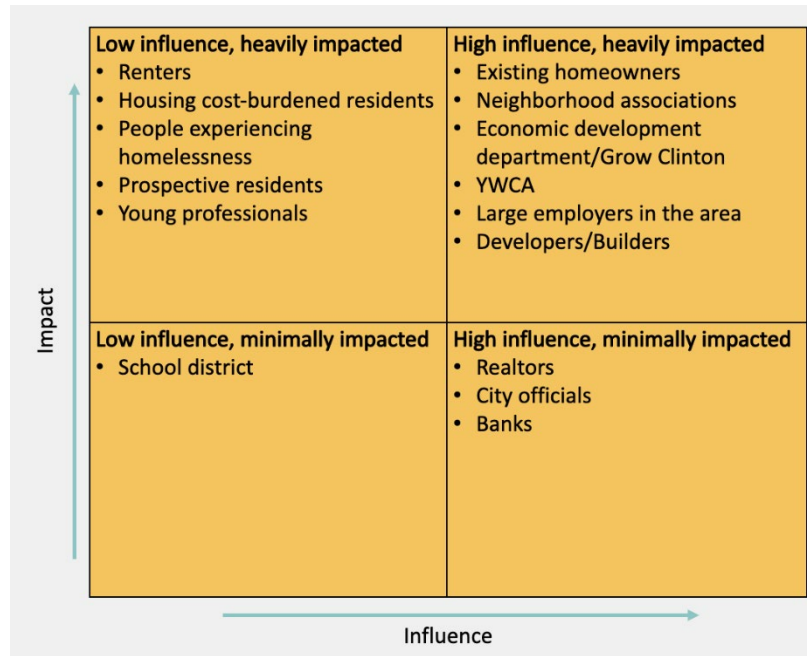 Low influence, heavily impacted
• Renters
• Housing cost-burdened residents
• People experiencing
homelessness
• Prospective residents
• Young professionals
High influence, heavily impacted
• Existing homeowners
• Neighborhood associations
• Economic development
department/Grow Clinton
• YWCA
• Large employers in the area
• Developers/Builders
Impact
Low influence, minimally impacted
• School district
High influence, minimally impacted
• Realtors
• City officials
• Banks
Influence